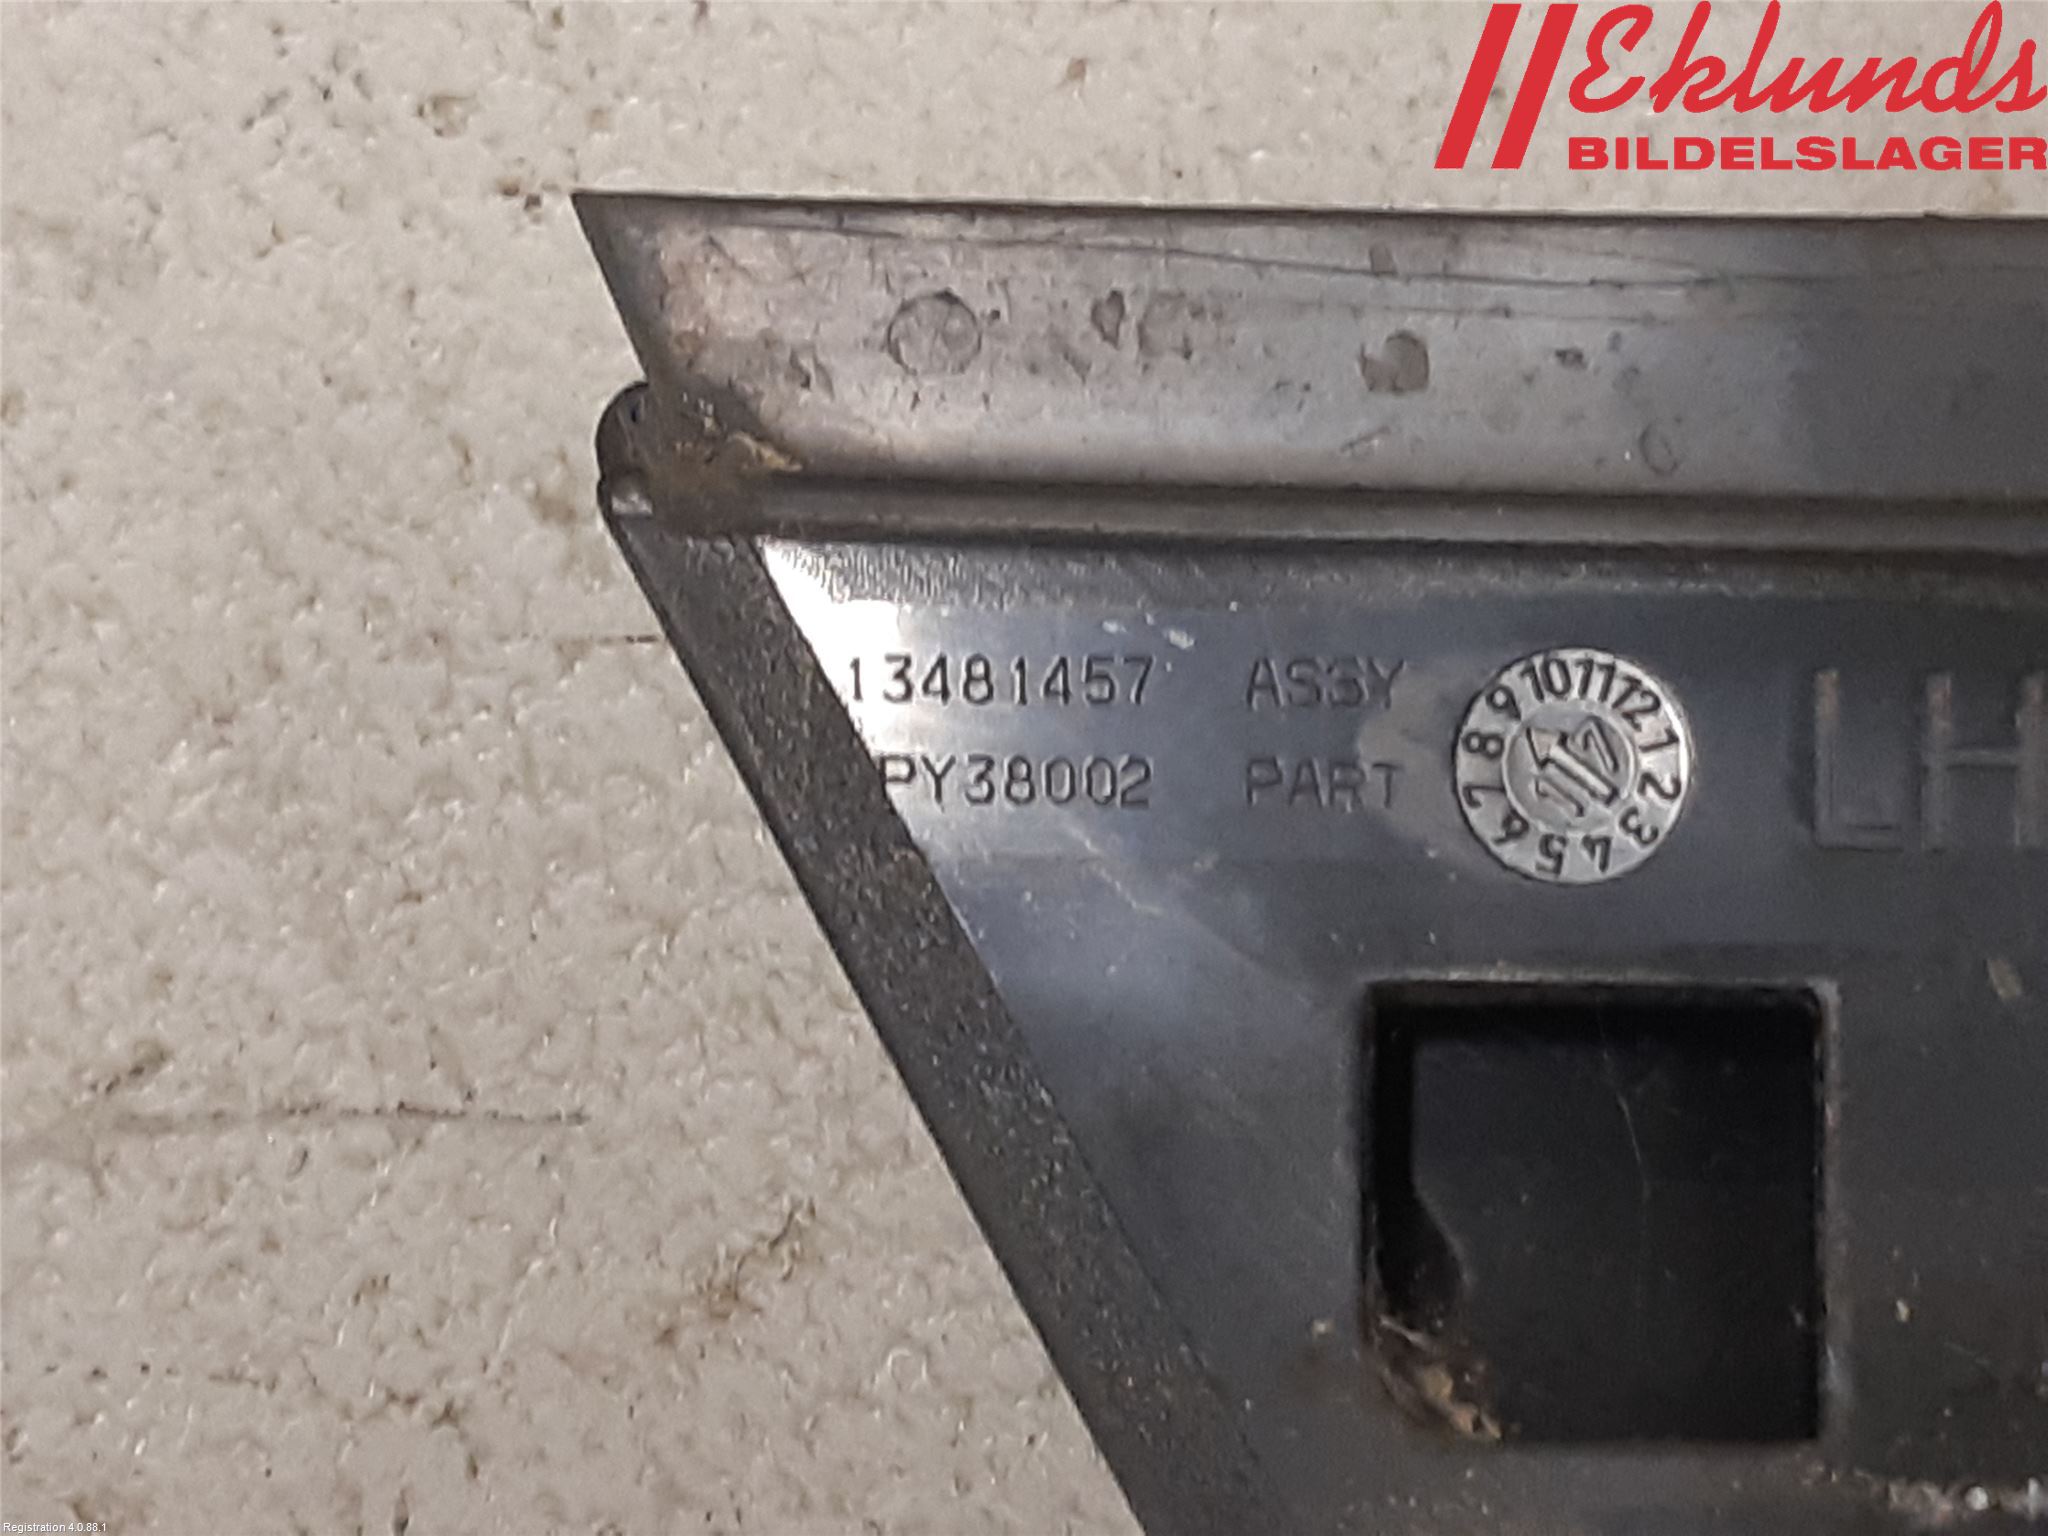 Eklunds
BILDELSLAGER
13481457 ASSY
PY38002 PART
LH
1 2 3 4 5 6 7 8 9 10 11 12
17
Registration 4.0.88.1